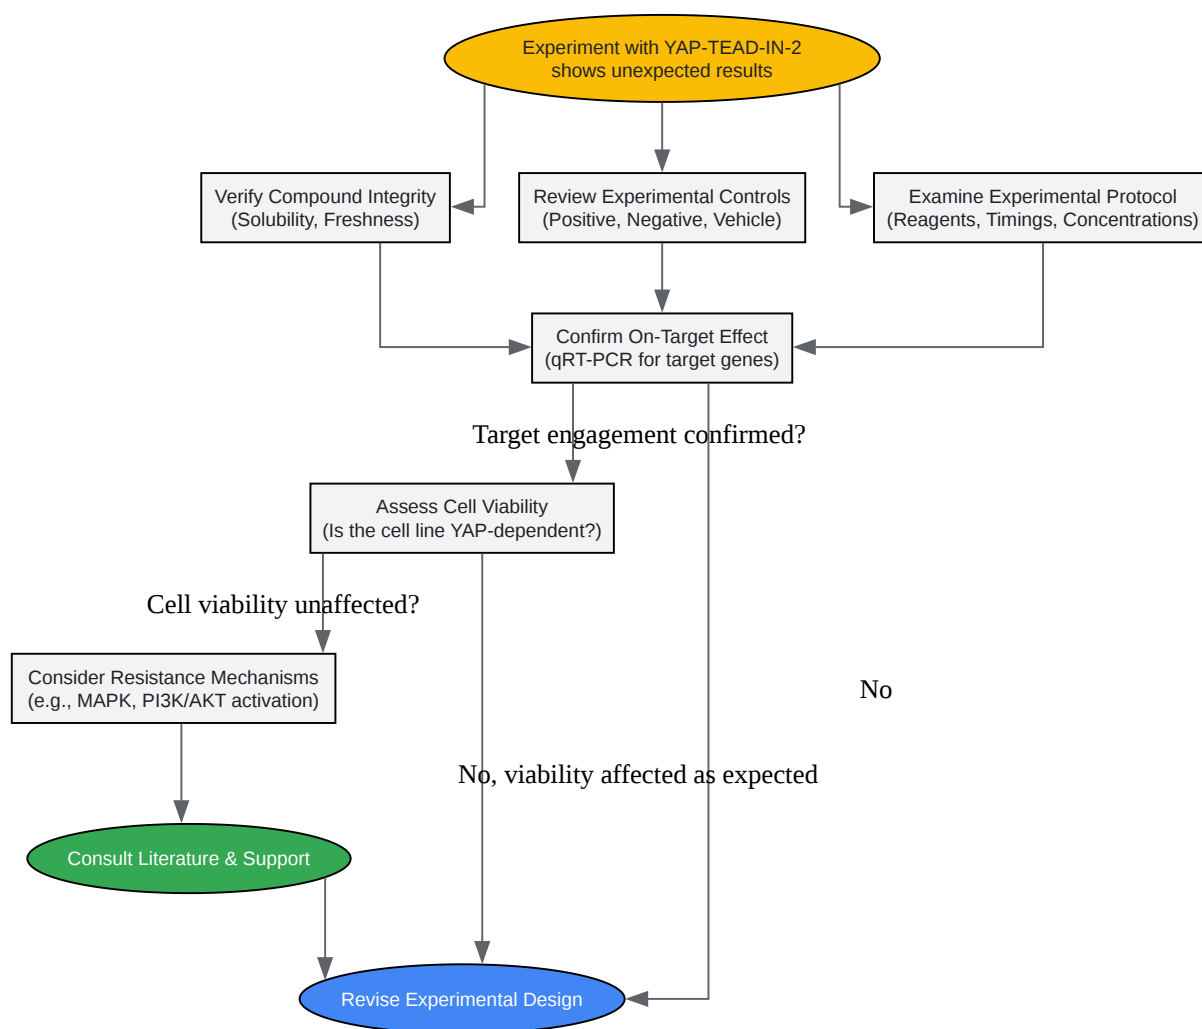 Experiment with YAP-TEAD-IN-2
shows unexpected results
Verify Compound Integrity
(Solubility, Freshness)
Review Experimental Controls
(Positive, Negative, Vehicle)
Examine Experimental Protocol
(Reagents, Timings, Concentrations)
Confirm On-Target Effect
(qRT-PCR for target genes)
Target engagement confirmed?
Assess Cell Viability
(Is the cell line YAP-dependent?)
Cell viability unaffected?
Consider Resistance Mechanisms
(e.g., MAPK, PI3K/AKT activation)
No
No, viability affected as expected
Consult Literature & Support
Revise Experimental Design